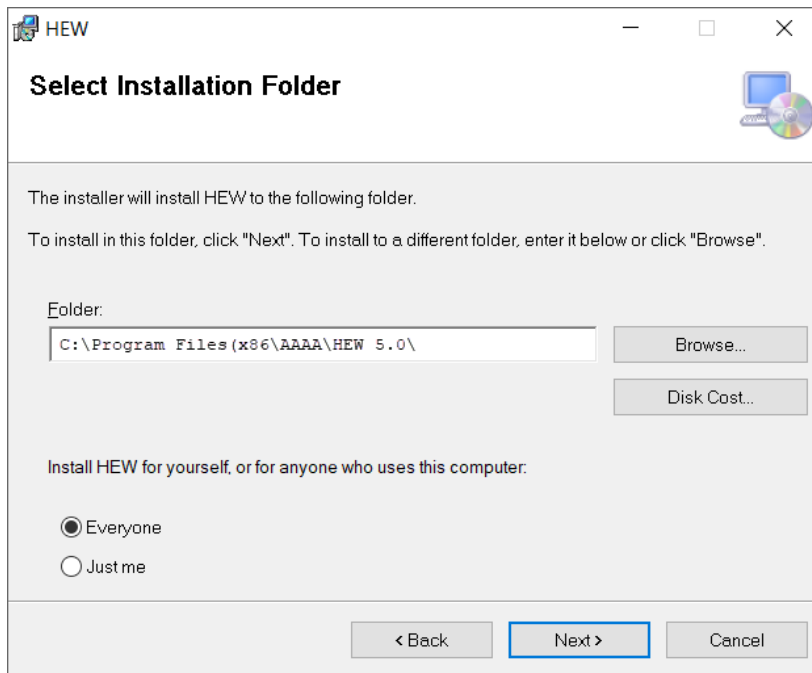 HEW
Select Installation Folder
The installer will install HEW to the following folder.
To install in this folder, click "Next". To install to a different folder, enter it below or click "Browse".
Folder:
C:\Program Files(x86\AAAA\HEW 5.0\
Browse...
Disk Cost...
Install HEW for yourself, or for anyone who uses this computer:
Everyone
Just me
< Back
Next >
Cancel